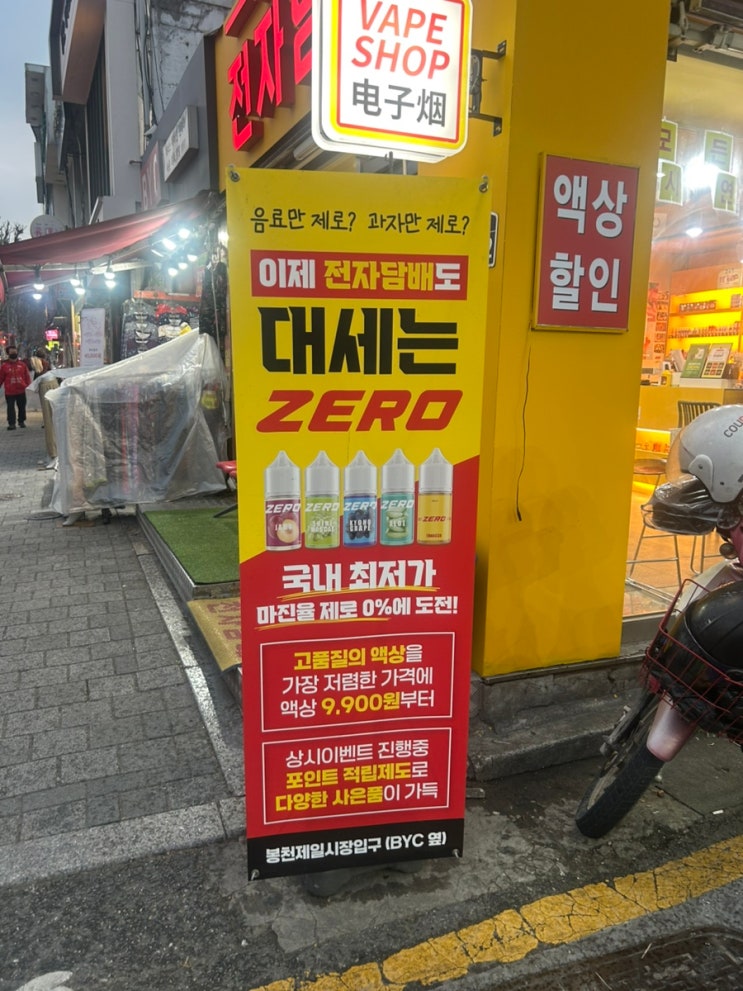 전자담
VAPE
SHOP
电子烟
음료만 제로? 과자만 제로?
이제 전자담배도
대세는
ZERO
ZERO
ZERO
ZERO
ZERO
ZERO
국내 최저가
마진율 제로 0%에 도전!
고품질의 액상을
가장 저렴한 가격에
액상 9,900원부터
상시이벤트 진행중
포인트 적립제도로
다양한 사은품이 가득
봉천제일시장입구 (BYC 옆)
액상
할인